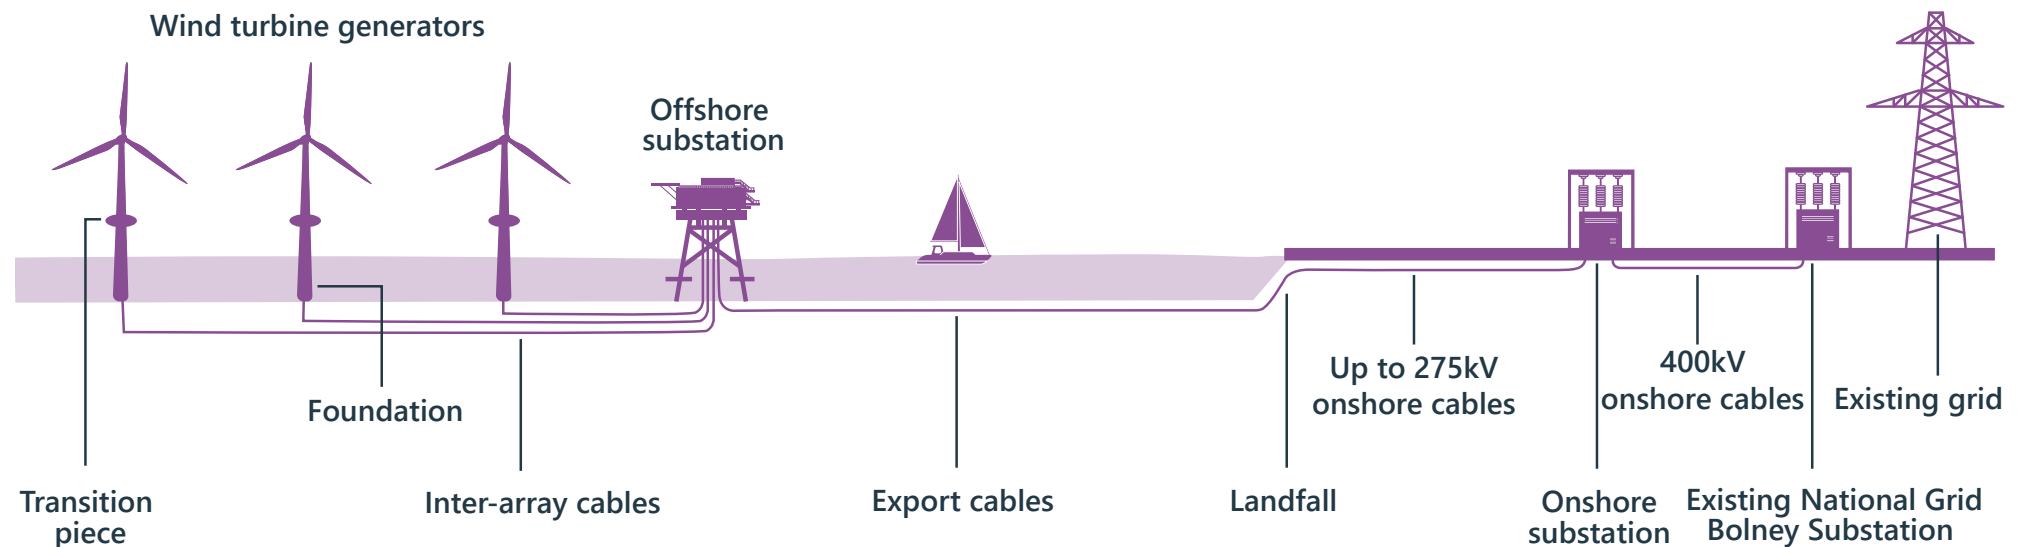 Wind turbine generators
Offshore
substation
Up to 275kV
onshore cables
400kV
onshore cables
Existing grid
Foundation
Transition
piece
Inter-array cables
Export cables
Landfall
Onshore
substation
Existing National Grid
Bolney Substation